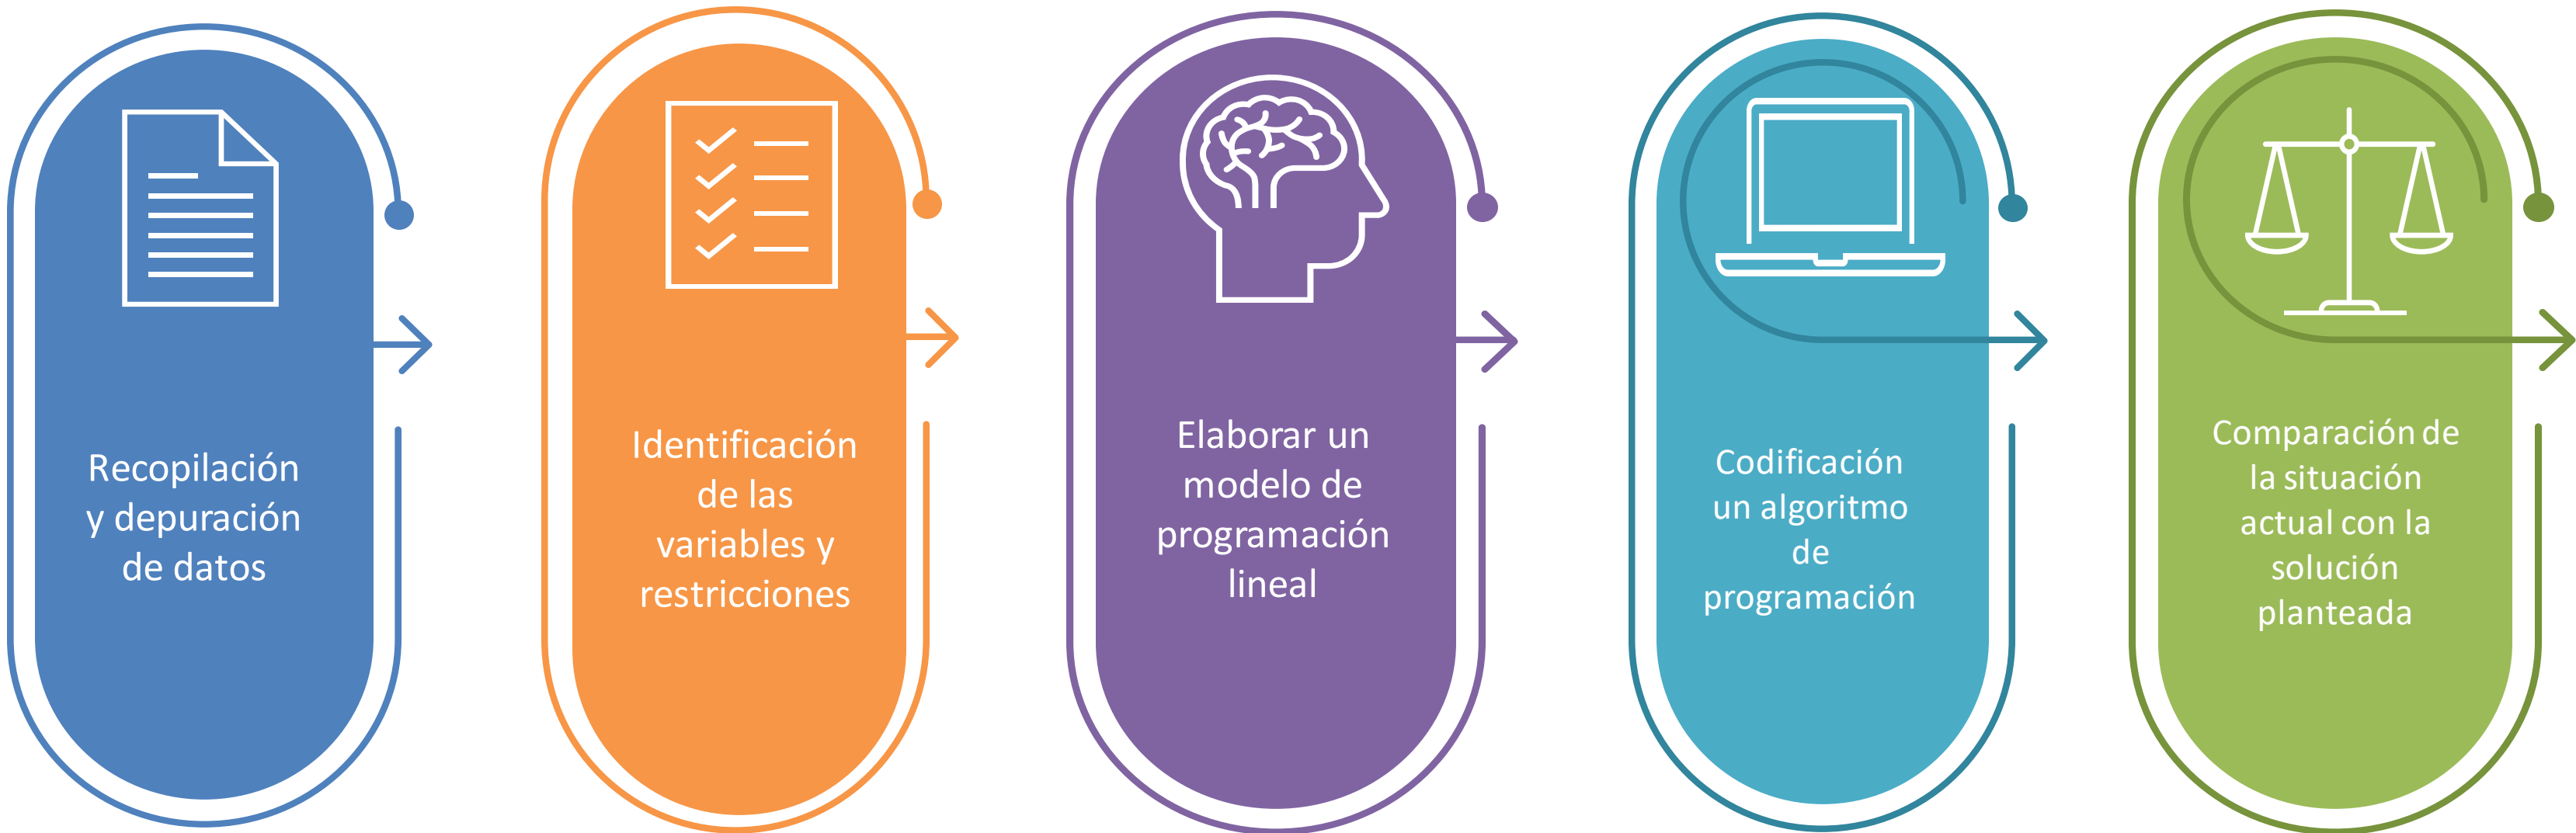 Recopilación
y depuración
de datos
Identificación
de las
variables y
restricciones
Elaborar un
modelo de
programación
lineal
Codificación
un algoritmo
de
programación
Comparación de
la situación
actual con la
solución
planteada